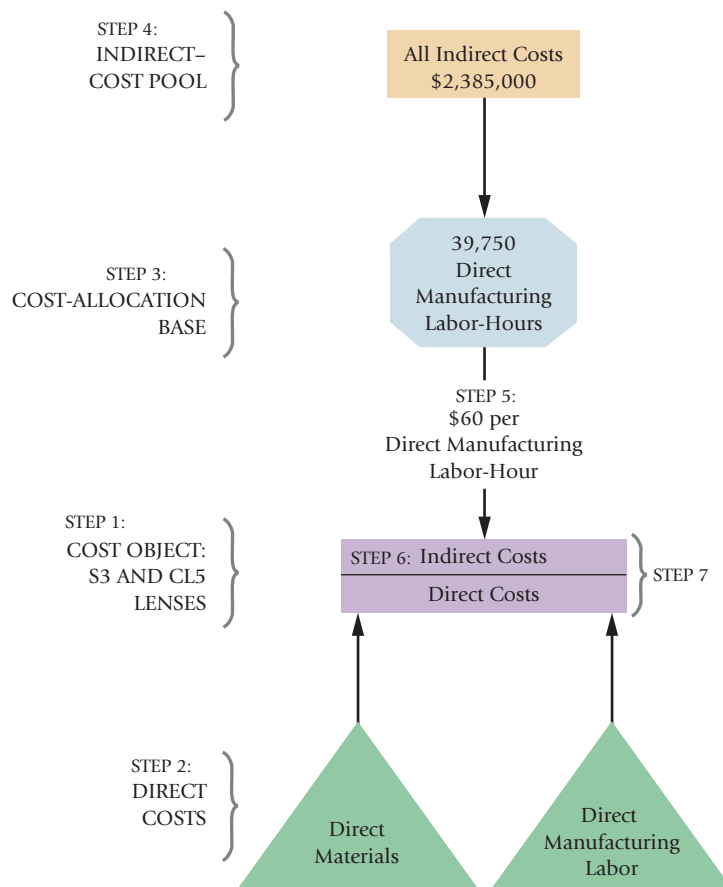 STEP 4:
INDIRECT–
COST POOL
All Indirect Costs
$2,385,000
STEP 3:
COST-ALLOCATION
BASE
39,750
Direct
Manufacturing
Labor-Hours
STEP 5:
$60 per
Direct Manufacturing
Labor-Hour
STEP 1:
COST OBJECT:
S3 AND CL5
LENSES
STEP 6: Indirect Costs
Direct Costs
STEP 7
STEP 2:
DIRECT
COSTS
Direct
Materials
Direct
Manufacturing
Labor